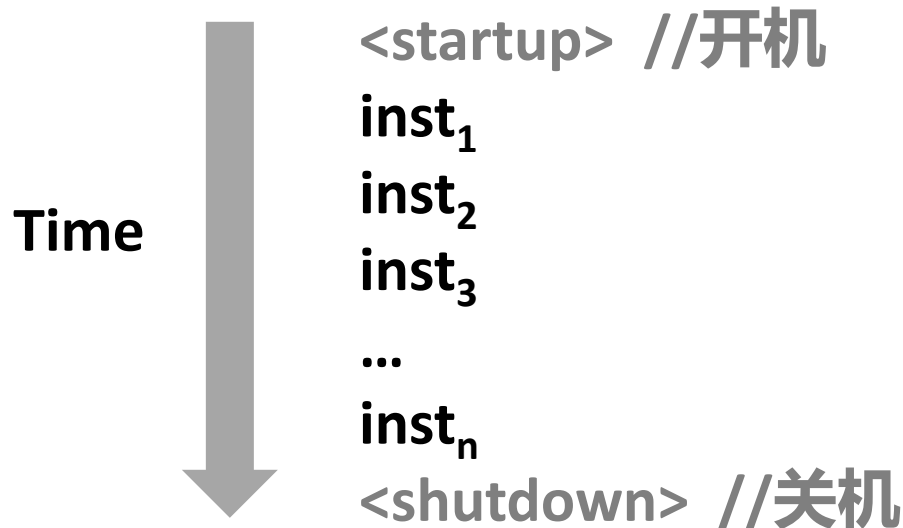 <startup> //开机
inst₁
inst₂
Time
inst₃
…
instₙ
<shutdown> //关机